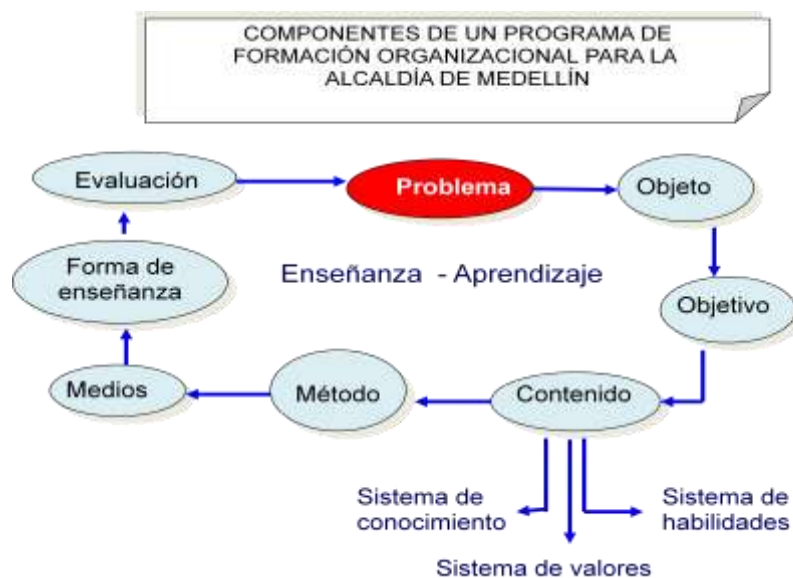 COMPONENTES DE UN PROGRAMA DE
FORMACIÓN ORGANIZACIONAL PARA LA
ALCALDÍA DE MEDELLÍN
Evaluación
Problema
Objeto
Forma de
enseñanza
Enseñanza - Aprendizaje
Objetivo
Medios
Método
Contenido
Sistema de
conocimiento
Sistema de
habilidades
Sistema de valores